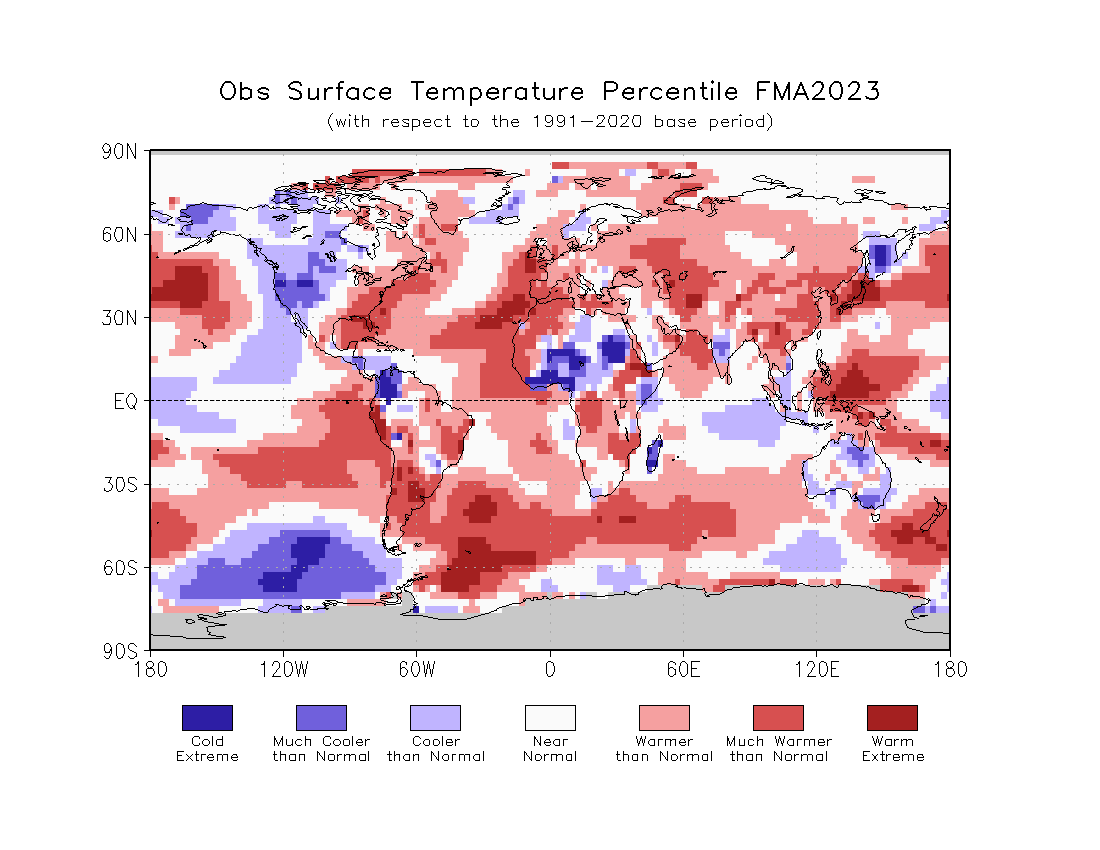 Obs Surface Temperature Percentile FMA2023
(with respect to the 1991−2020 base period)
90N
60N
30N
EQ
30S
60S
90S
180 120W 60W 0 60E 120E 180
Cold Extreme
Much Cooler than Normal
Cooler than Normal
Near Normal
Warmer than Normal
Much Warmer than Normal
Warm Extreme